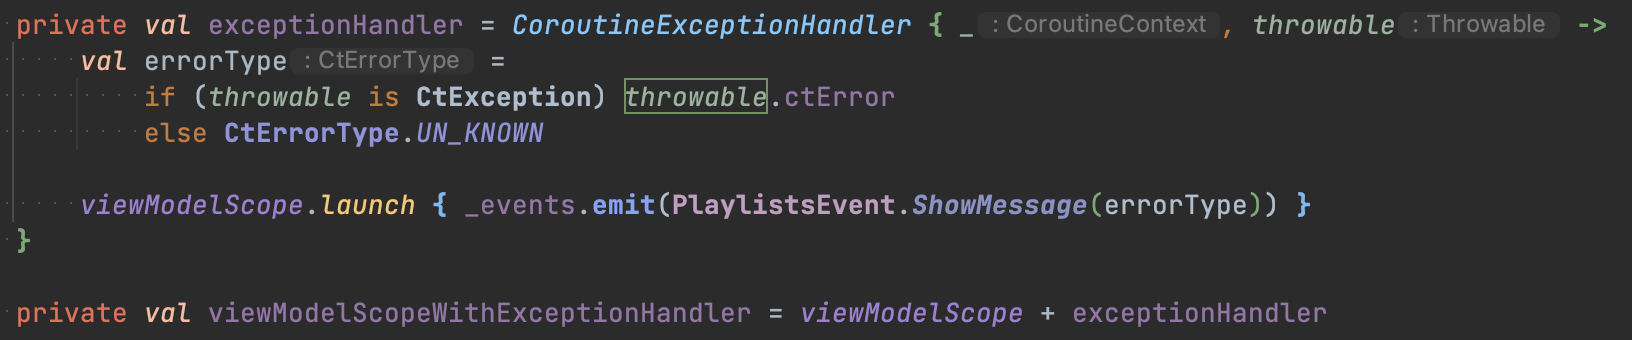 private val exceptionHandler = CoroutineExceptionHandler { _ : CoroutineContext , throwable : Throwable ->
val errorType : CtErrorType =
if (throwable is CtException) throwable.ctError
else CtErrorType.UN_KNOWN
viewModelScope.launch { _events.emit(PlaylistsEvent.ShowMessage(errorType)) }
}
private val viewModelScopeWithExceptionHandler = viewModelScope + exceptionHandler